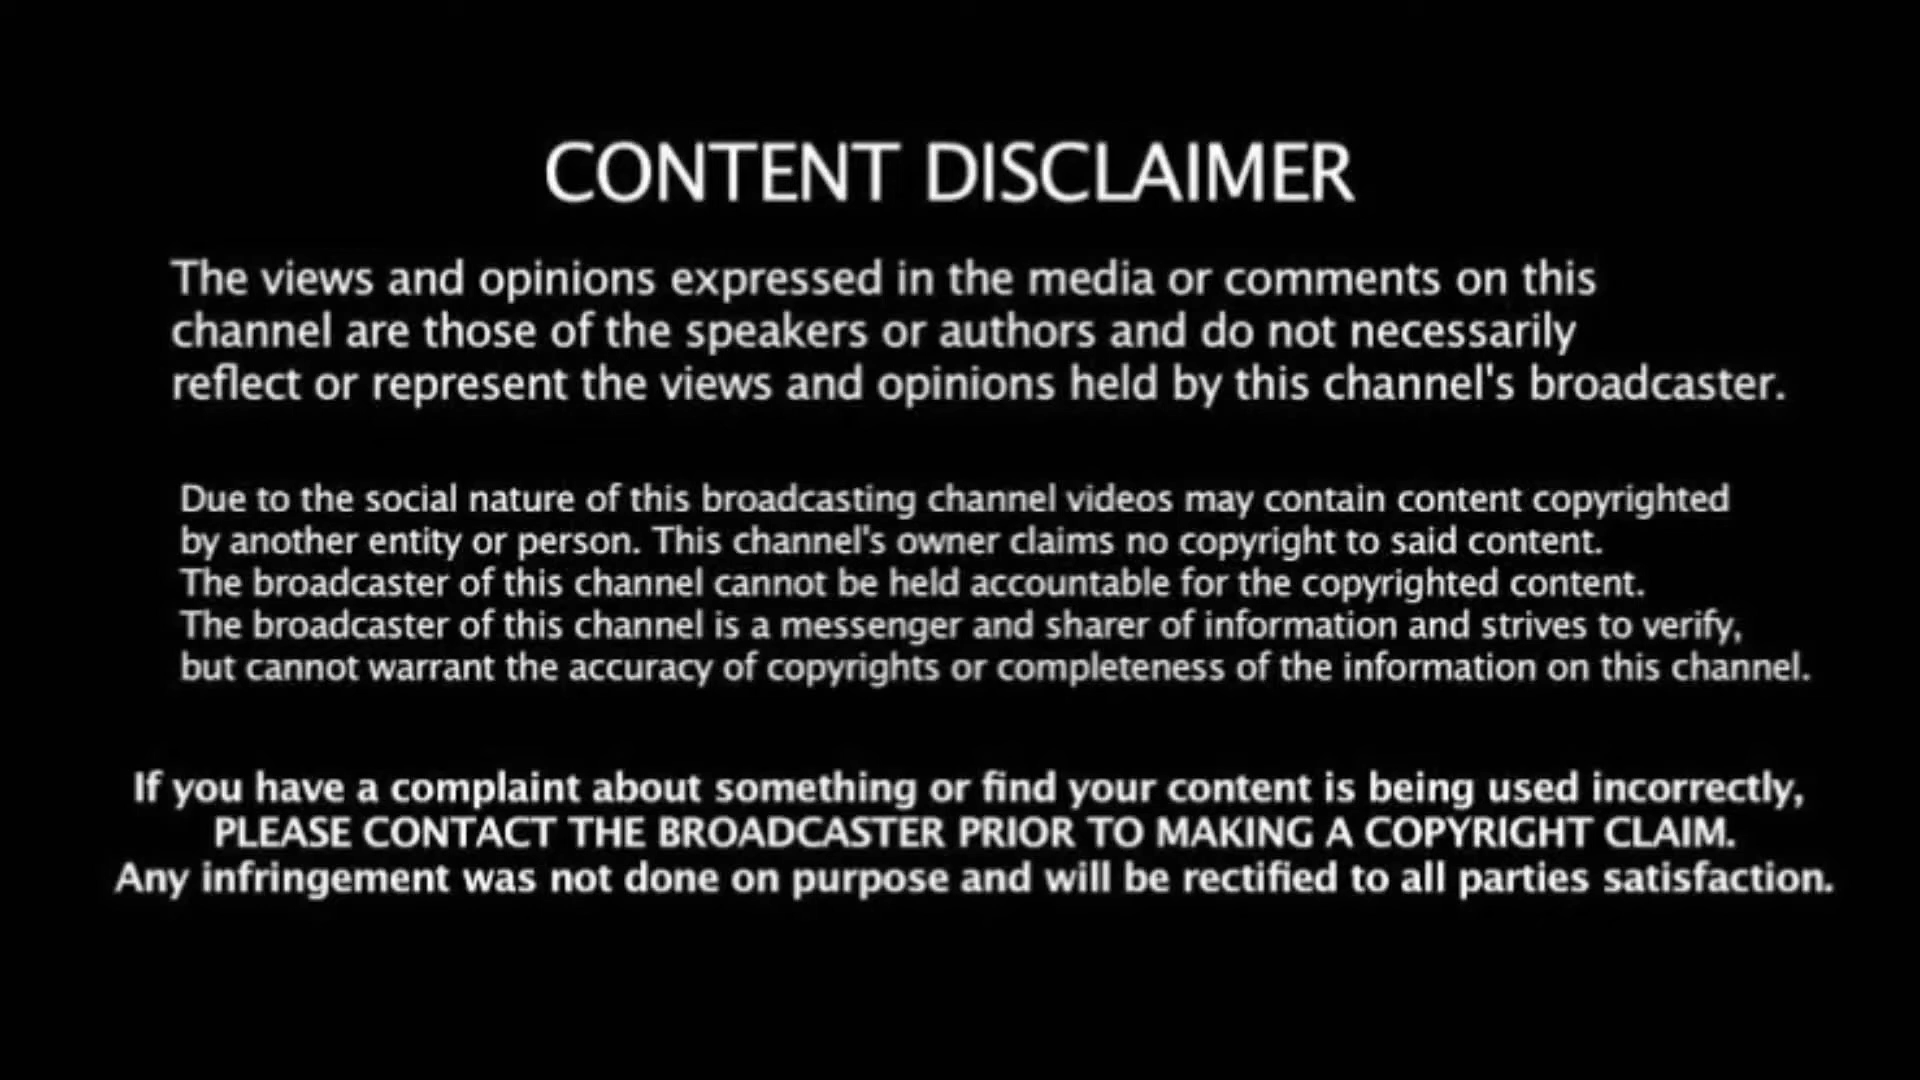 CONTENT DISCLAIMER
The views and opinions expressed in the media or comments on this
channel are those of the speakers or authors and do not necessarily
reflect or represent the views and opinions held by this channel's broadcaster.
Due to the social nature of this broadcasting channel videos may contain content copyrighted
by another entity or person. This channel's owner claims no copyright to said content.
The broadcaster of this channel cannot be held accountable for the copyrighted content.
The broadcaster of this channel is a messenger and sharer of information and strives to verify,
but cannot warrant the accuracy of copyrights or completeness of the information on this channel.
If you have a complaint about something or find your content is being used incorrectly,
PLEASE CONTACT THE BROADCASTER PRIOR TO MAKING A COPYRIGHT CLAIM.
Any infringement was not done on purpose and will be rectified to all parties satisfaction.